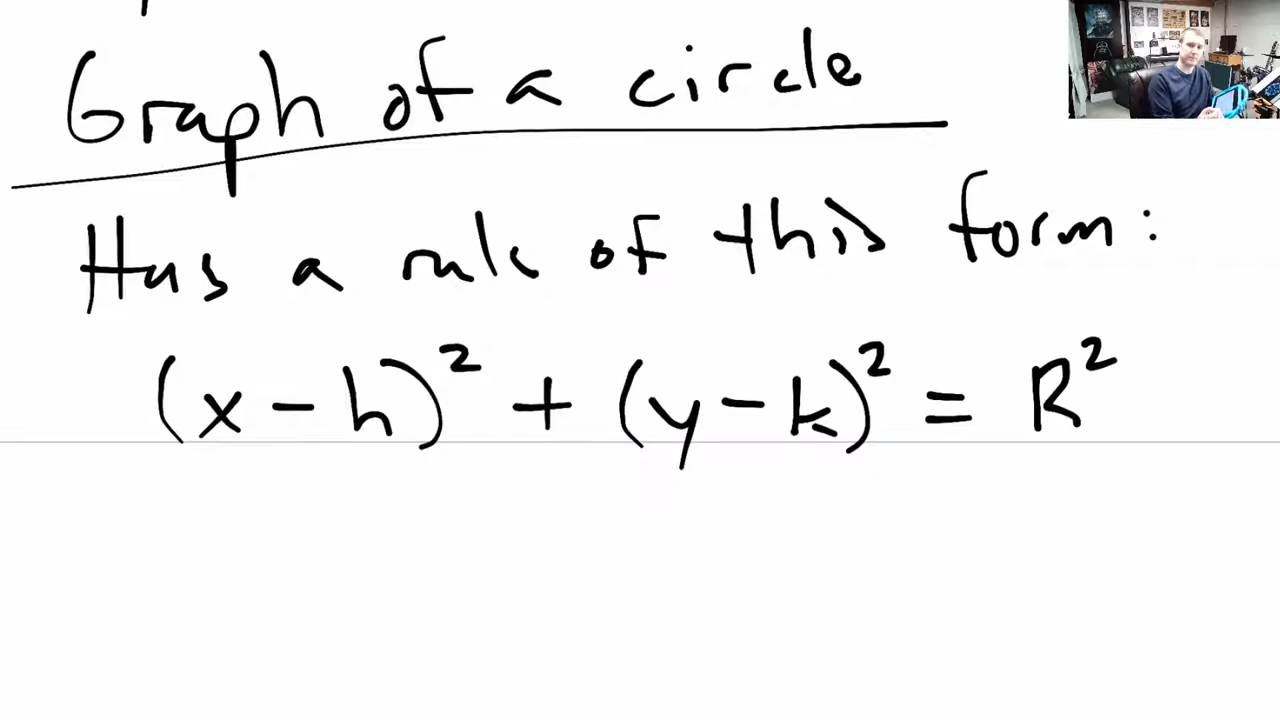 Graph of a circle
Has a rule of this form:
(x-h)² + (y-k)² = R²